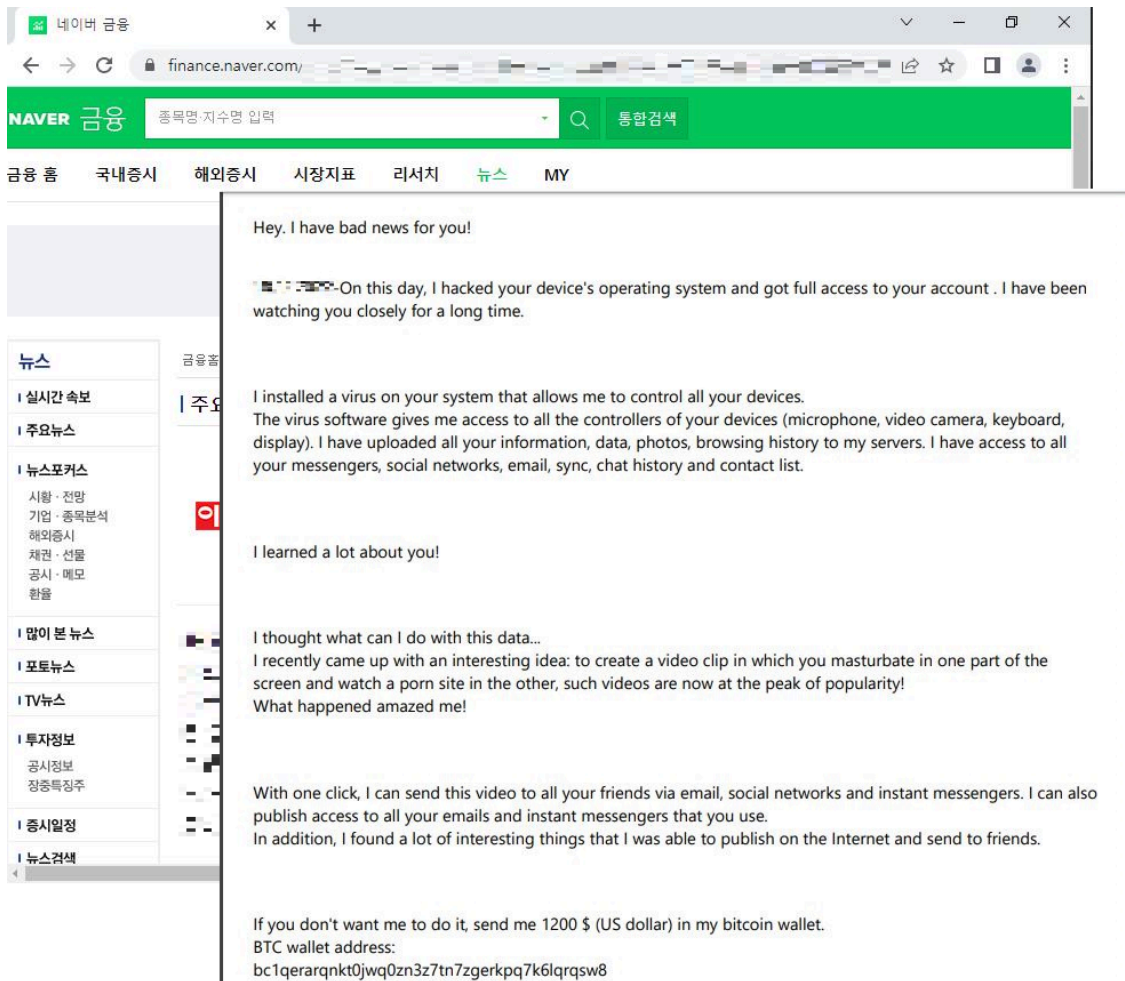 네이버 금융
finance.naver.com/
NAVER 금융
종목명·지수명 입력
통합검색
금융 홈 국내증시 해외증시 시장지표 리서치 뉴스 MY
뉴스
실시간 속보
주요뉴스
뉴스포커스
시황 · 전망
기업 · 종목분석
해외증시
채권 · 선물
공시 · 메모
환율
많이 본 뉴스
포토뉴스
TV뉴스
투자정보
공시정보
장중특징주
증시일정
뉴스검색
금융홈
주요
이
Hey. I have bad news for you!
-On this day, I hacked your device's operating system and got full access to your account . I have been
watching you closely for a long time.
I installed a virus on your system that allows me to control all your devices.
The virus software gives me access to all the controllers of your devices (microphone, video camera, keyboard,
display). I have uploaded all your information, data, photos, browsing history to my servers. I have access to all
your messengers, social networks, email, sync, chat history and contact list.
I learned a lot about you!
I thought what can I do with this data...
I recently came up with an interesting idea: to create a video clip in which you masturbate in one part of the
screen and watch a porn site in the other, such videos are now at the peak of popularity!
What happened amazed me!
With one click, I can send this video to all your friends via email, social networks and instant messengers. I can also
publish access to all your emails and instant messengers that you use.
In addition, I found a lot of interesting things that I was able to publish on the Internet and send to friends.
If you don't want me to do it, send me 1200 $ (US dollar) in my bitcoin wallet.
BTC wallet address:
bc1qerarqnkt0jwq0zn3z7tn7zgerkpq7k6lqrqsw8